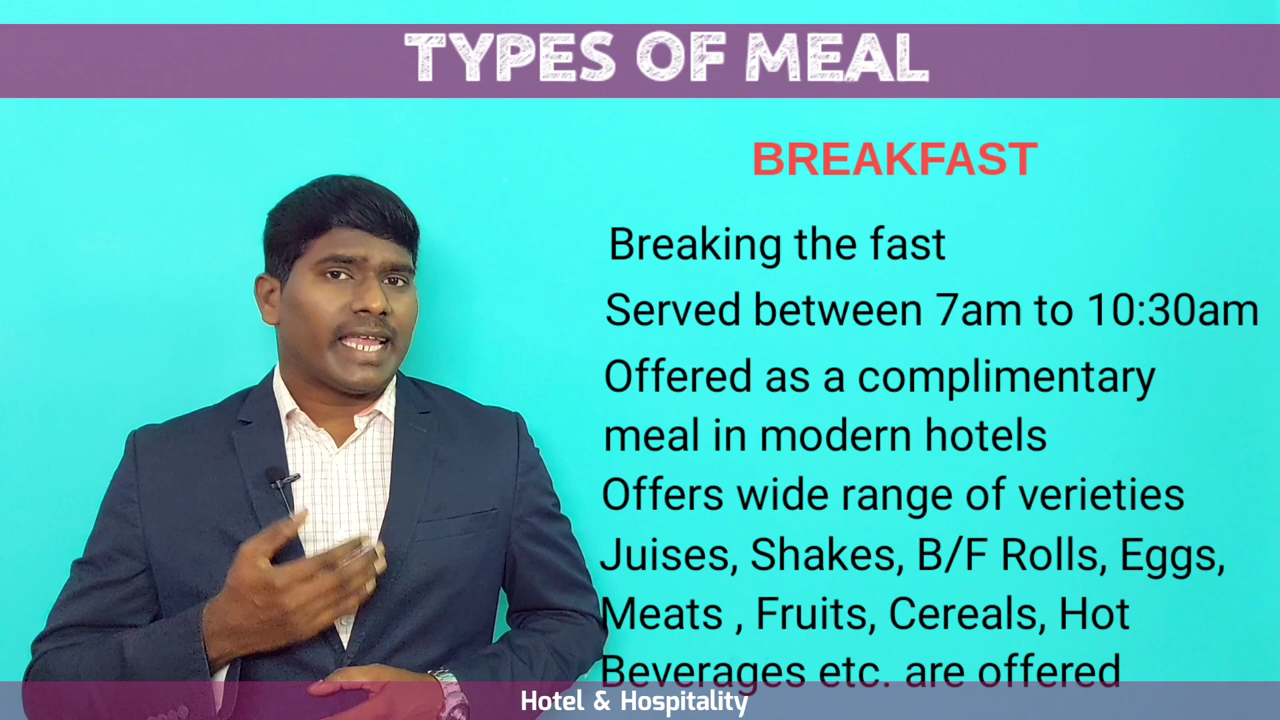 TYPES OF MEAL
BREAKFAST
Breaking the fast
Served between 7am to 10:30am
Offered as a complimentary
meal in modern hotels
Offers wide range of verieties
Juises, Shakes, B/F Rolls, Eggs,
Meats , Fruits, Cereals, Hot
Beverages etc. are offered
Hotel & Hospitality